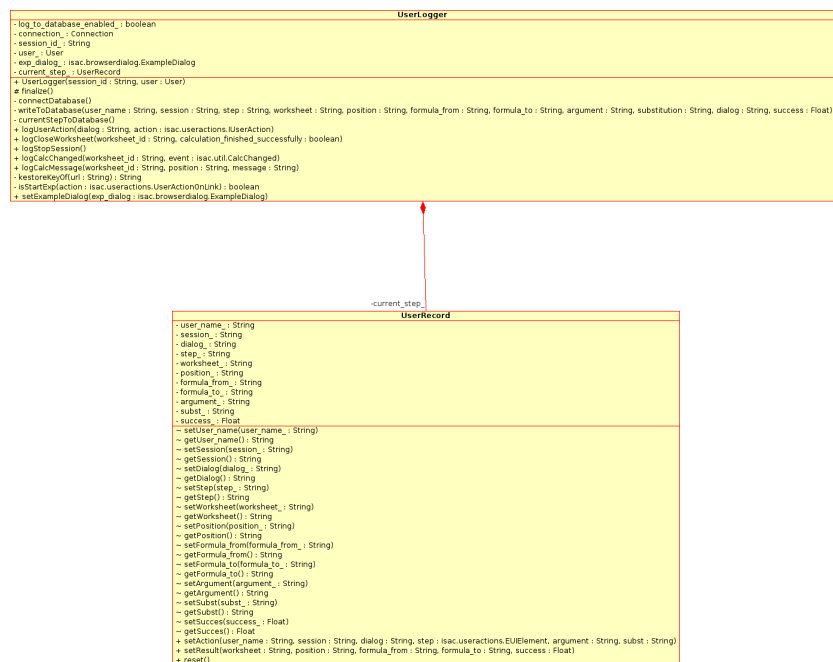 UserLogger
- log_to_database_enabled_ : boolean
- connection_ : Connection
- session_id_ : String
- user_ : User
- exp_dialog_ : isac.browserdialog.ExampleDialog
- current_step_ : UserRecord
+ UserLogger(session_id : String, user : User)
# finalize()
- connectDatabase()
- writeToDatabase(user_name : String, session : String, step : String, worksheet : String, position : String, formula_from : String, formula_to : String, argument : String, substitution : String, dialog : String, success : Float)
- currentStepToDatabase()
+ logUserAction(dialog : String, action : isac.useractions.IUserAction)
+ logCloseWorksheet(worksheet_id : String, calculation_finished_successfully : boolean)
+ logStopSession()
+ logCalcChanged(worksheet_id : String, event : isac.util.CalcChanged)
+ logCalcMessage(worksheet_id : String, position : String, message : String)
- kestoreKeyOf(url : String) : String
- isStartExp(action : isac.useractions.UserActionOnLink) : boolean
+ setExampleDialog(exp_dialog : isac.browserdialog.ExampleDialog)
-current_step_
UserRecord
- user_name_ : String
- session_ : String
- dialog_ : String
- step_ : String
- worksheet_ : String
- position_ : String
- formula_from_ : String
- formula_to_ : String
- argument_ : String
- subst_ : String
- success_ : Float
~ setUser_name(user_name_ : String)
~ getUser_name() : String
~ setSession(session_ : String)
~ getSession() : String
~ setDialog(dialog_ : String)
~ getDialog() : String
~ setStep(step_ : String)
~ getStep() : String
~ setWorksheet(worksheet_ : String)
~ getWorksheet() : String
~ setPosition(position_ : String)
~ getPosition() : String
~ setFormula_from(formula_from_ : String)
~ getFormula_from() : String
~ setFormula_to(formula_to_ : String)
~ getFormula_to() : String
~ setArgument(argument_ : String)
~ getArgument() : String
~ setSubst(subst_ : String)
~ getSubst() : String
~ setSucces(success_ : Float)
~ getSucces() : Float
+ setAction(user_name : String, session : String, dialog : String, step : isac.useractions.EUIElement, argument : String, subst : String)
+ setResult(worksheet : String, position : String, formula_from : String, formula_to : String, success : Float)
+ reset()